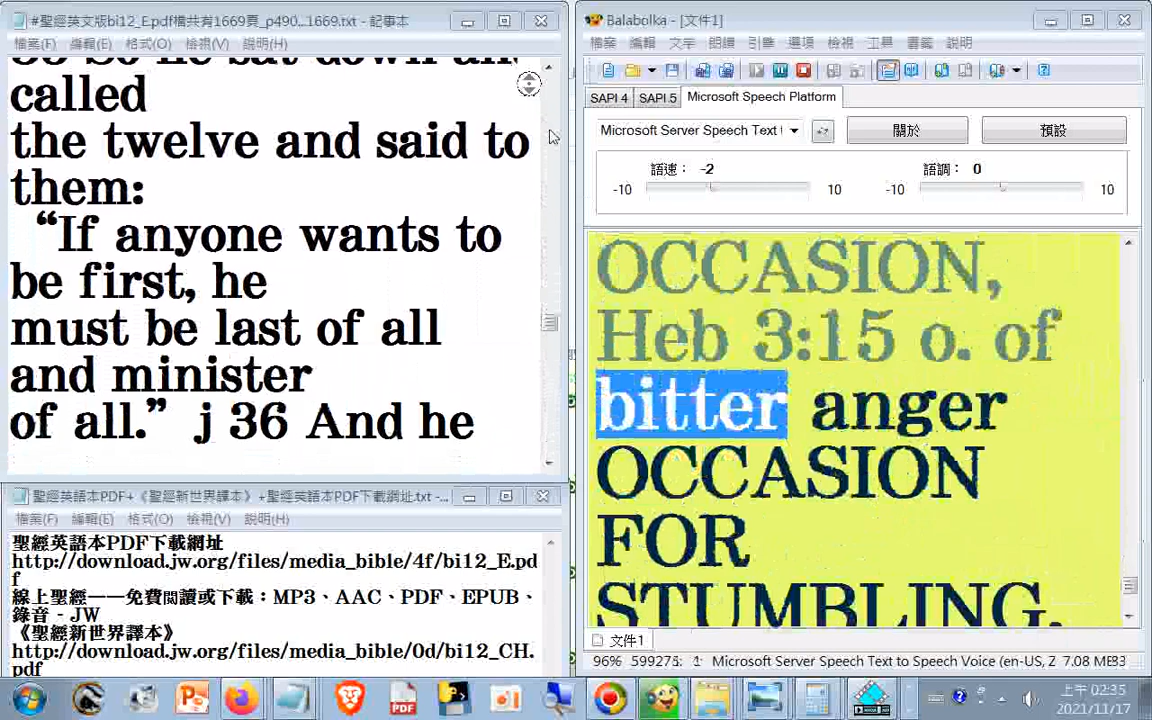 #聖經英文版bi12_E.pdf檔共有1669頁_p490...1669.txt - 記事本
檔案(F) 編輯(E) 格式(O) 檢視(V) 說明(H)
35 So he sat down and
called
the twelve and said to
them:
“If anyone wants to
be first, he
must be last of all
and minister
of all.” j 36 And he
聖經英語本PDF+《聖經新世界譯本》+聖經英語本PDF下載網址.txt - ...
檔案(F) 編輯(E) 格式(O) 檢視(V) 說明(H)
聖經英語本PDF下載網址
http://download.jw.org/files/media_bible/4f/bi12_E.pd
f
線上聖經——免費閱讀或下載：MP3、AAC、PDF、EPUB、
錄音 - JW
《聖經新世界譯本》
http://download.jw.org/files/media_bible/0d/bi12_CH.
pdf
Balabolka - [文件1]
檔案 編輯 文字 朗讀 引擎 選項 檢視 工具 書籤 說明
SAPI 4 SAPI 5 Microsoft Speech Platform
Microsoft Server Speech Text 關於 預設
語速： -2 語調： 0
-10 10 -10 10
OCCASION,
Heb 3:15 o. of
bitter anger
OCCASION
FOR
STUMBLING.
文件1
96% 599275: 1: Microsoft Server Speech Text to Speech Voice (en-US, Z 7.08 MB
上午 02:35
2021/11/17